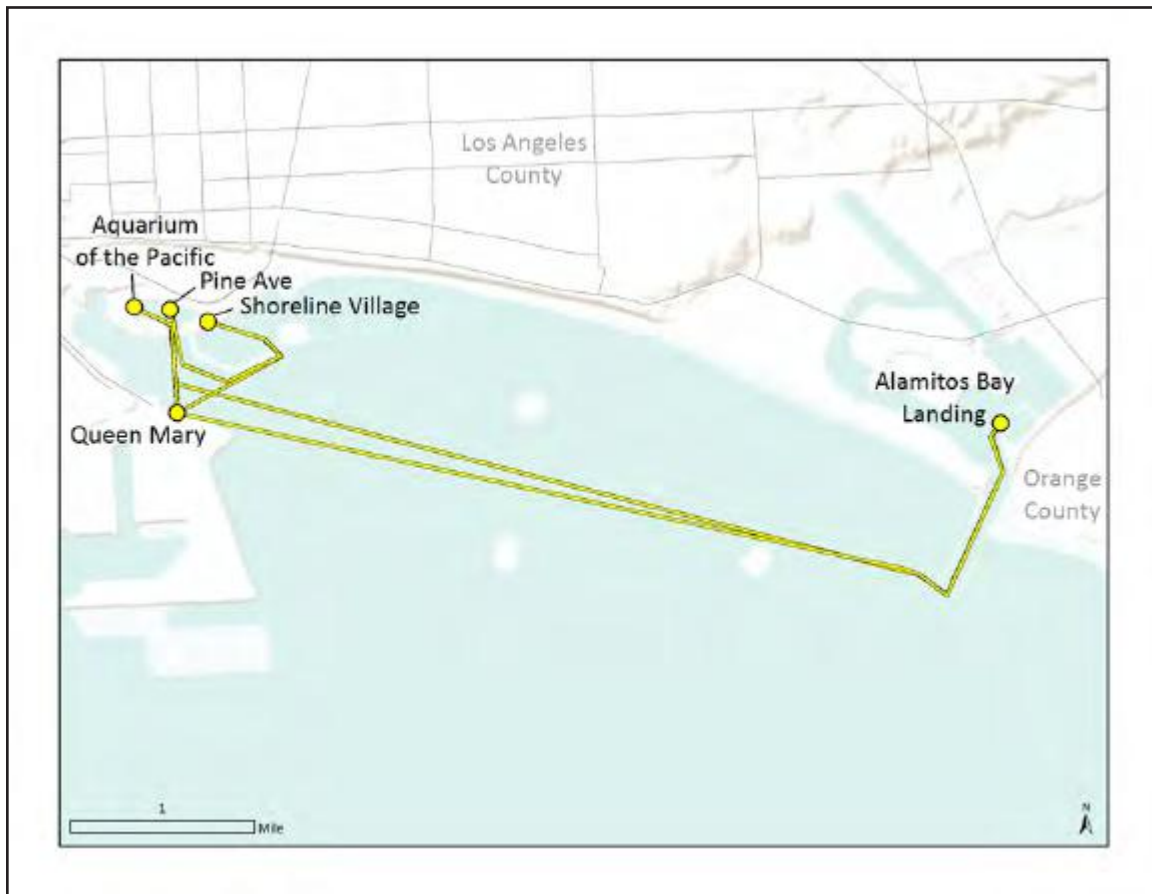 Los Angeles
County
Aquarium
of the Pacific
Pine Ave
Shoreline Village
Queen Mary
Alamitos Bay
Landing
Orange
County
1
Mile
N